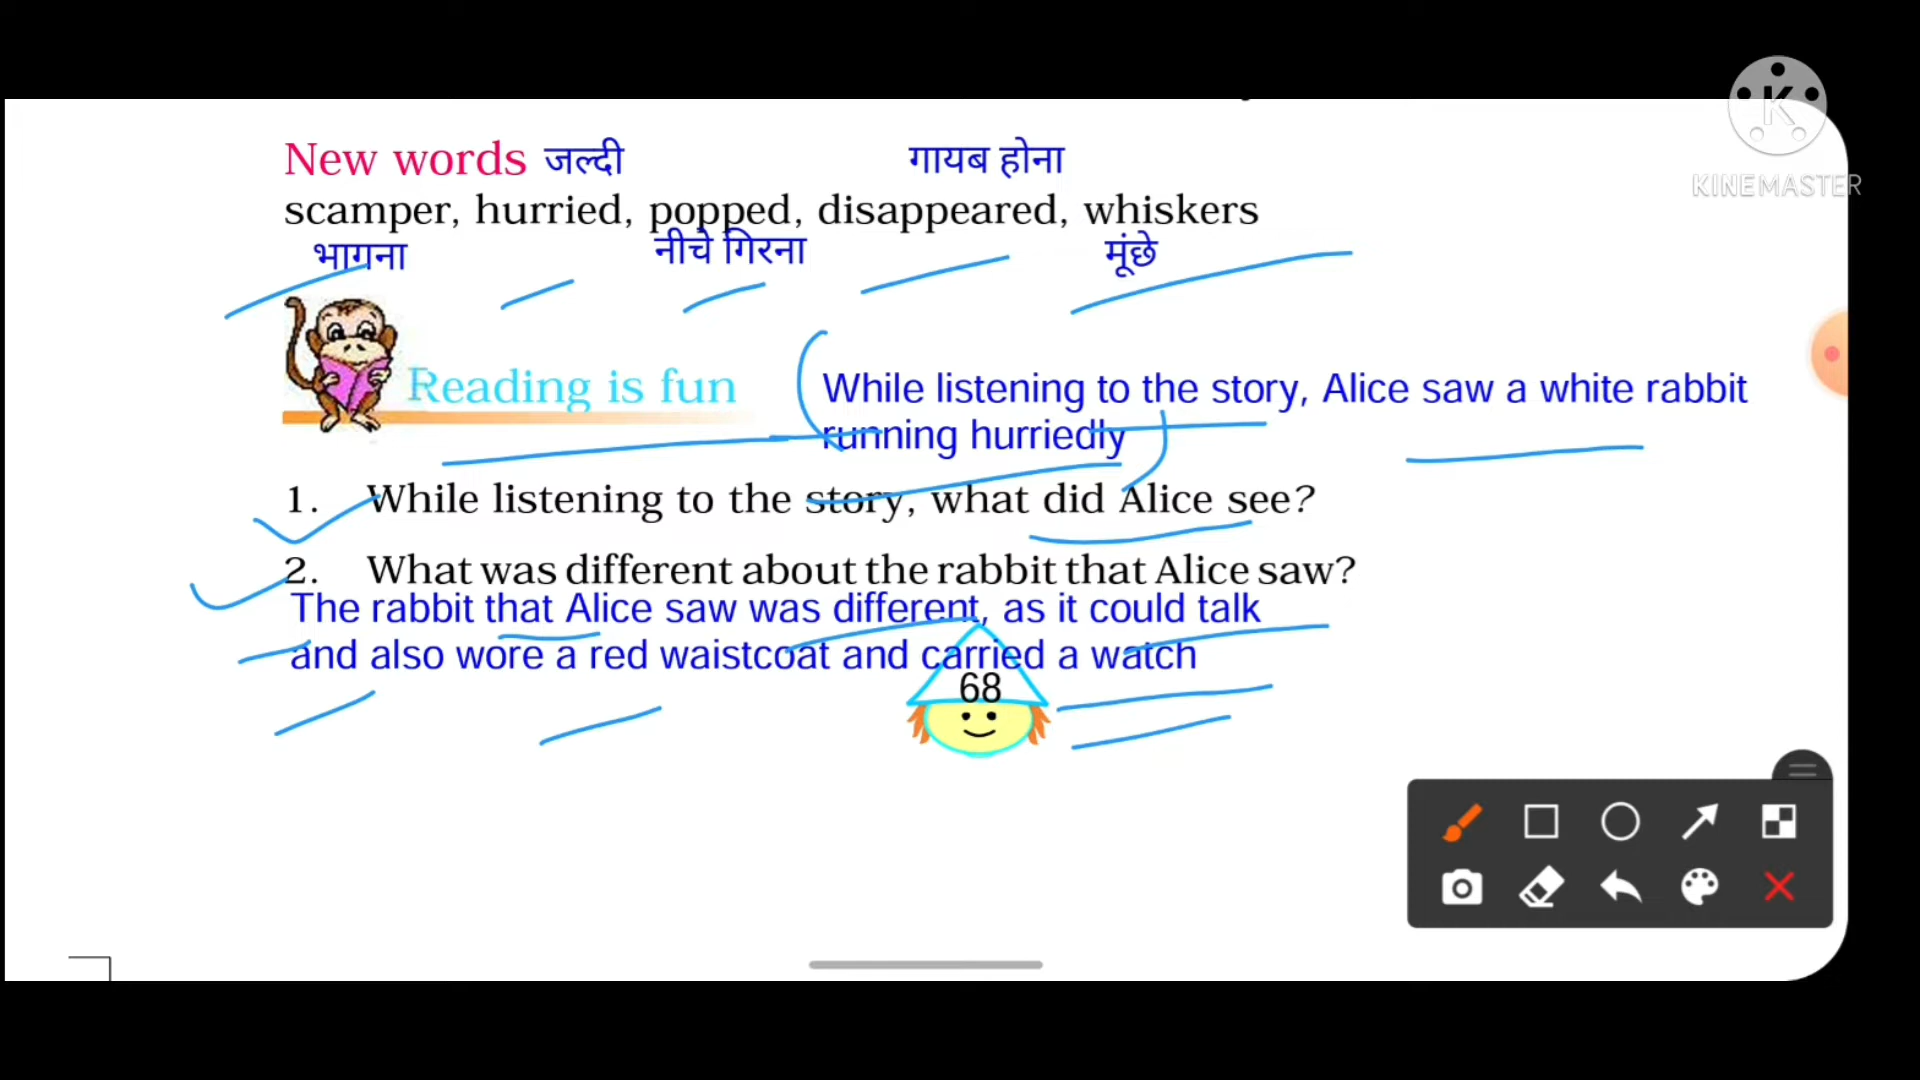 New words जल्दी गायब होना
scamper, hurried, popped, disappeared, whiskers
भागना नीचे गिरना मूंछे
Reading is fun
While listening to the story, Alice saw a white rabbit
running hurriedly
1. While listening to the story, what did Alice see?
2. What was different about the rabbit that Alice saw?
The rabbit that Alice saw was different, as it could talk
and also wore a red waistcoat and carried a watch
68
K
KINEMASTER